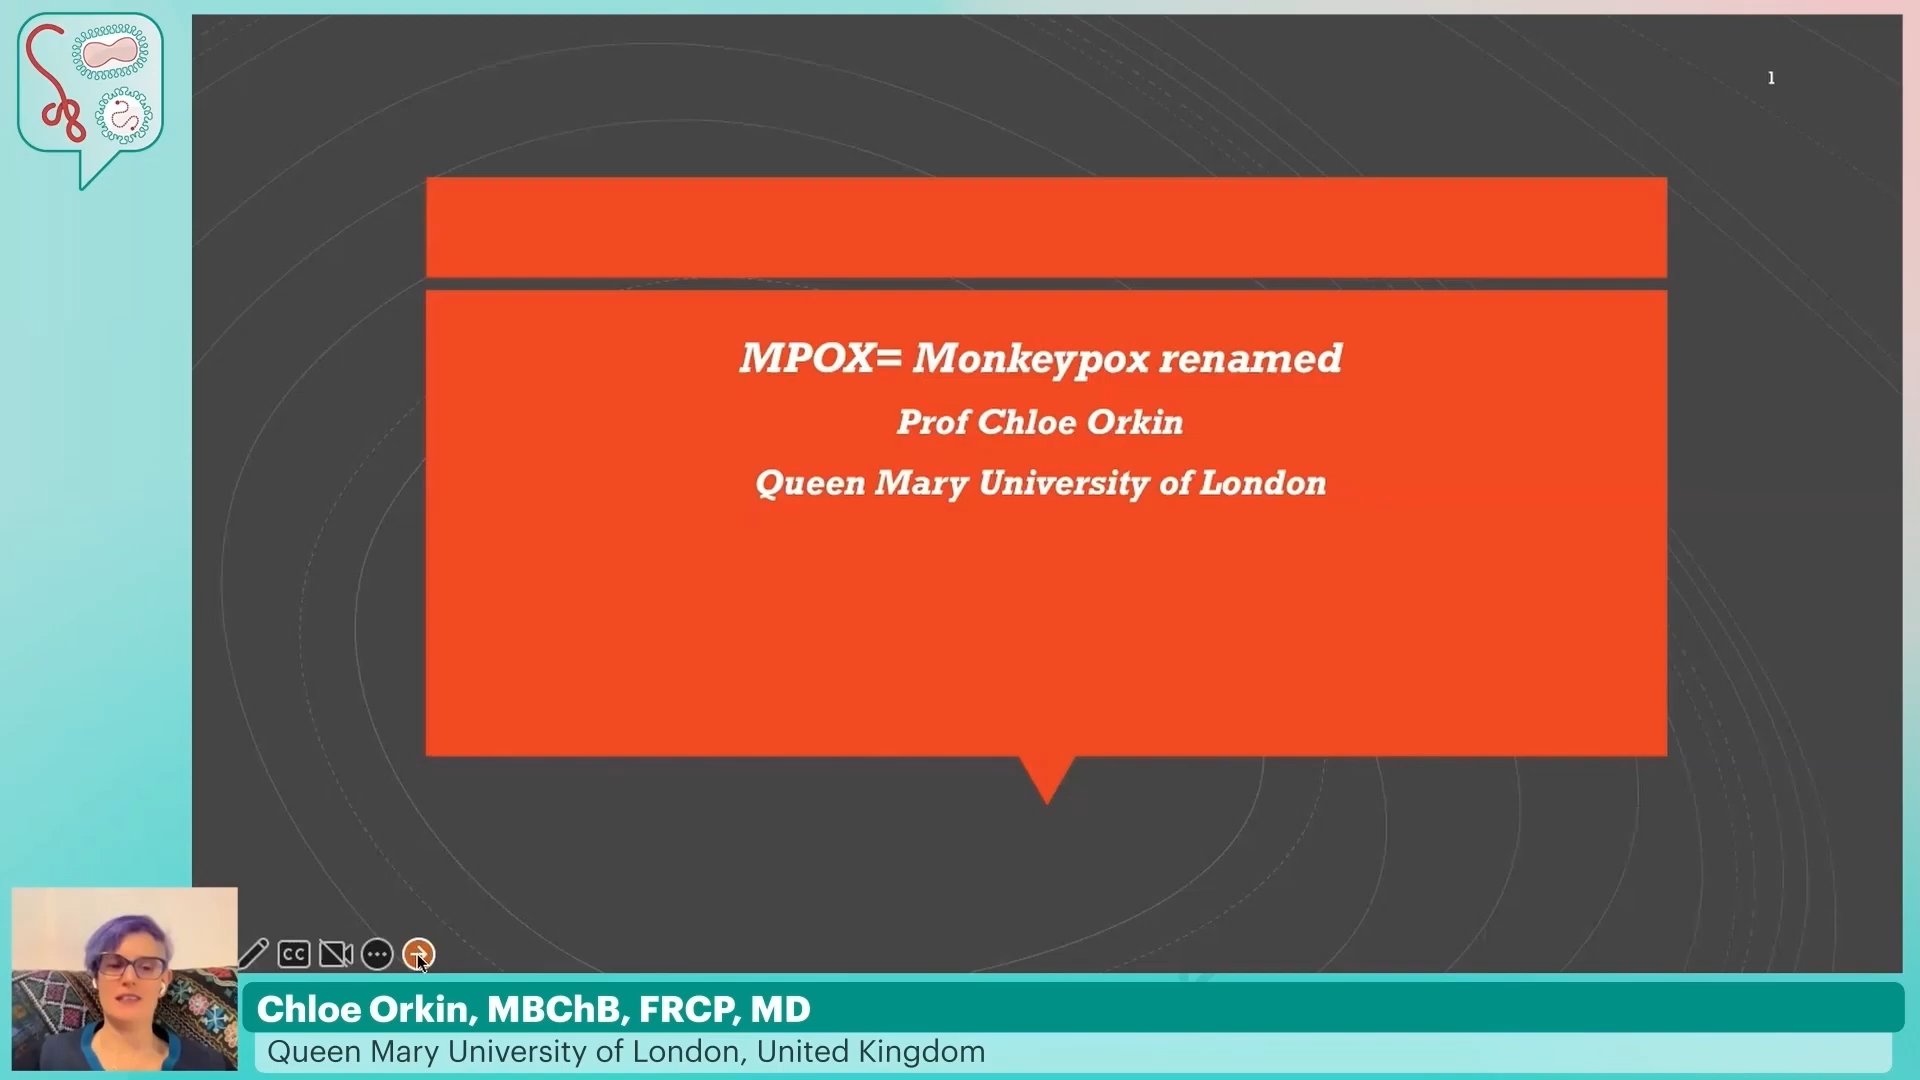 1
MPOX= Monkeypox renamed
Prof Chloe Orkin
Queen Mary University of London
CC
Chloe Orkin, MBChB, FRCP, MD
Queen Mary University of London, United Kingdom